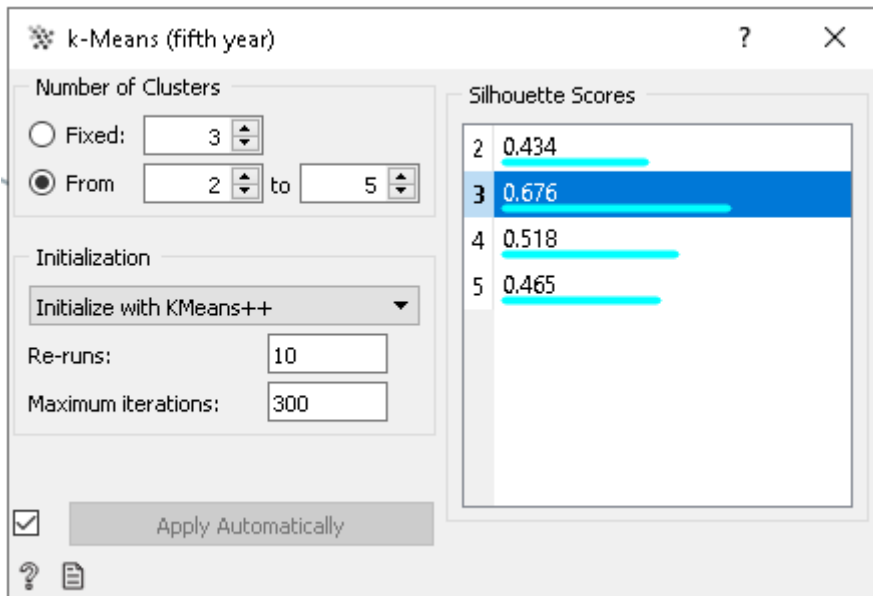 k-Means (fifth year)
? ×
Number of Clusters
Fixed: 3
From 2 to 5
Initialization
Initialize with KMeans++
Re-runs: 10
Maximum iterations: 300
Apply Automatically
?
Silhouette Scores
2 0.434
3 0.676
4 0.518
5 0.465